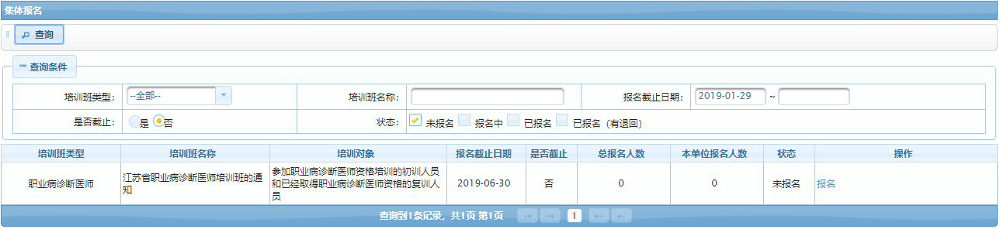 集体报名
查询
查询条件
培训班类型： --全部-- 培训班名称： 报名截止日期： 2019-01-29 ~
是否截止： 是 否 状态： 未报名 报名中 已报名 已报名（有退回）
培训班类型 培训班名称 培训对象 报名截止日期 是否截止 总报名人数 本单位报名人数 状态 操作
职业病诊断医师
江苏省职业病诊断医师培训班的通
知
参加职业病诊断医师资格培训的初训人员
和已经取得职业病诊断医师资格的复训人
员
2019-06-30 否 0 0 未报名 报名
查询到1条记录，共1页 第1页 1